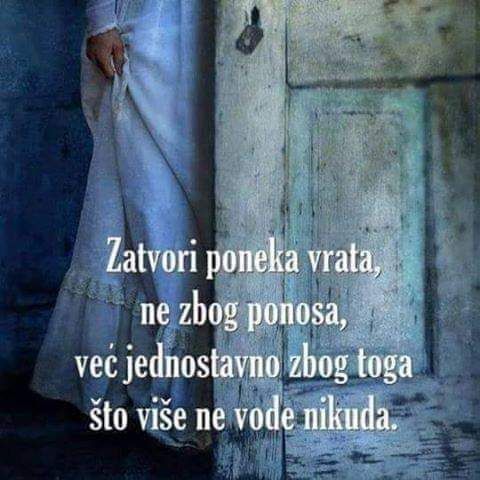 Zatvori poneka vrata,
ne zbog ponosa,
već jednostavno zbog toga
što više ne vode nikuda.